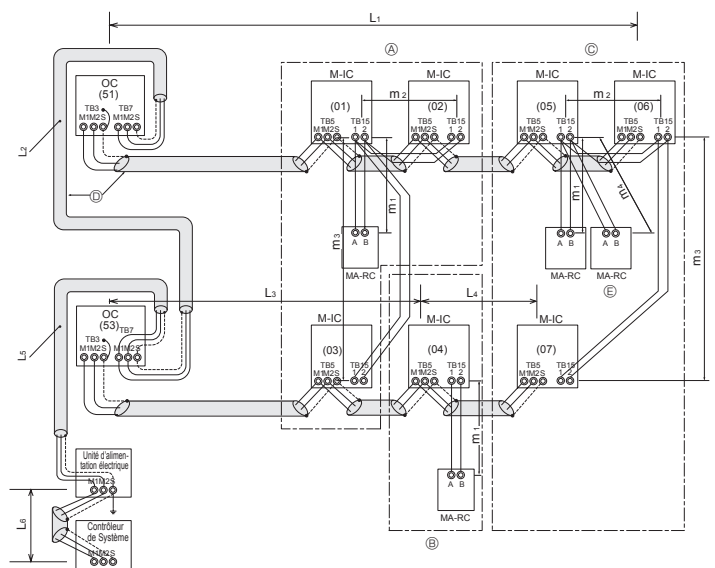 L1
Ⓐ
Ⓒ
OC
(51)
TB3
TB7
M1M2S
M1M2S
L2
Ⓓ
M-IC
(01)
TB5
M1M2S
TB15
1 2
m2
M-IC
(02)
TB5
M1M2S
TB15
1 2
M-IC
(05)
TB5
M1M2S
TB15
1 2
m2
M-IC
(06)
TB5
M1M2S
TB15
1 2
m1
m3
A B
MA-RC
m1
m4
A B
MA-RC
A B
MA-RC
Ⓔ
m3
L3
L4
OC
(53)
TB3
TB7
M1M2S
M1M2S
L5
M-IC
(03)
TB5
M1M2S
TB15
1 2
M-IC
(04)
TB5
M1M2S
TB15
1 2
M-IC
(07)
TB5
M1M2S
TB15
1 2
m1
A B
MA-RC
Ⓑ
Unité d'alimen-
tation électrique
M1M2S
L6
Contrôleur
de Système
M1M2S